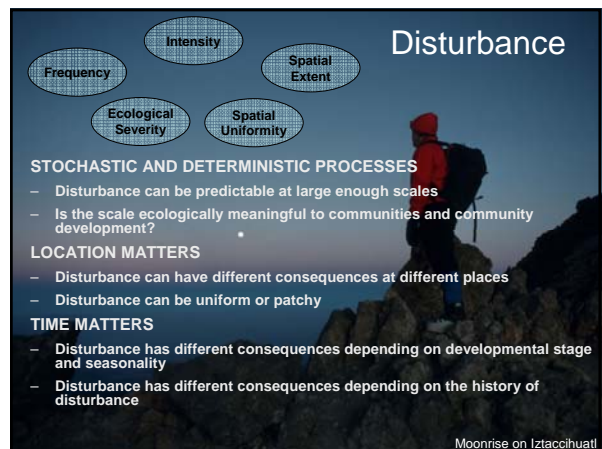 Disturbance
Intensity
Frequency
Spatial
Extent
Ecological
Severity
Spatial
Uniformity
STOCHASTIC AND DETERMINISTIC PROCESSES
– Disturbance can be predictable at large enough scales
– Is the scale ecologically meaningful to communities and community
development?
LOCATION MATTERS
– Disturbance can have different consequences at different places
– Disturbance can be uniform or patchy
TIME MATTERS
– Disturbance has different consequences depending on developmental stage
and seasonality
– Disturbance has different consequences depending on the history of
disturbance
Moonrise on Iztaccihuatl